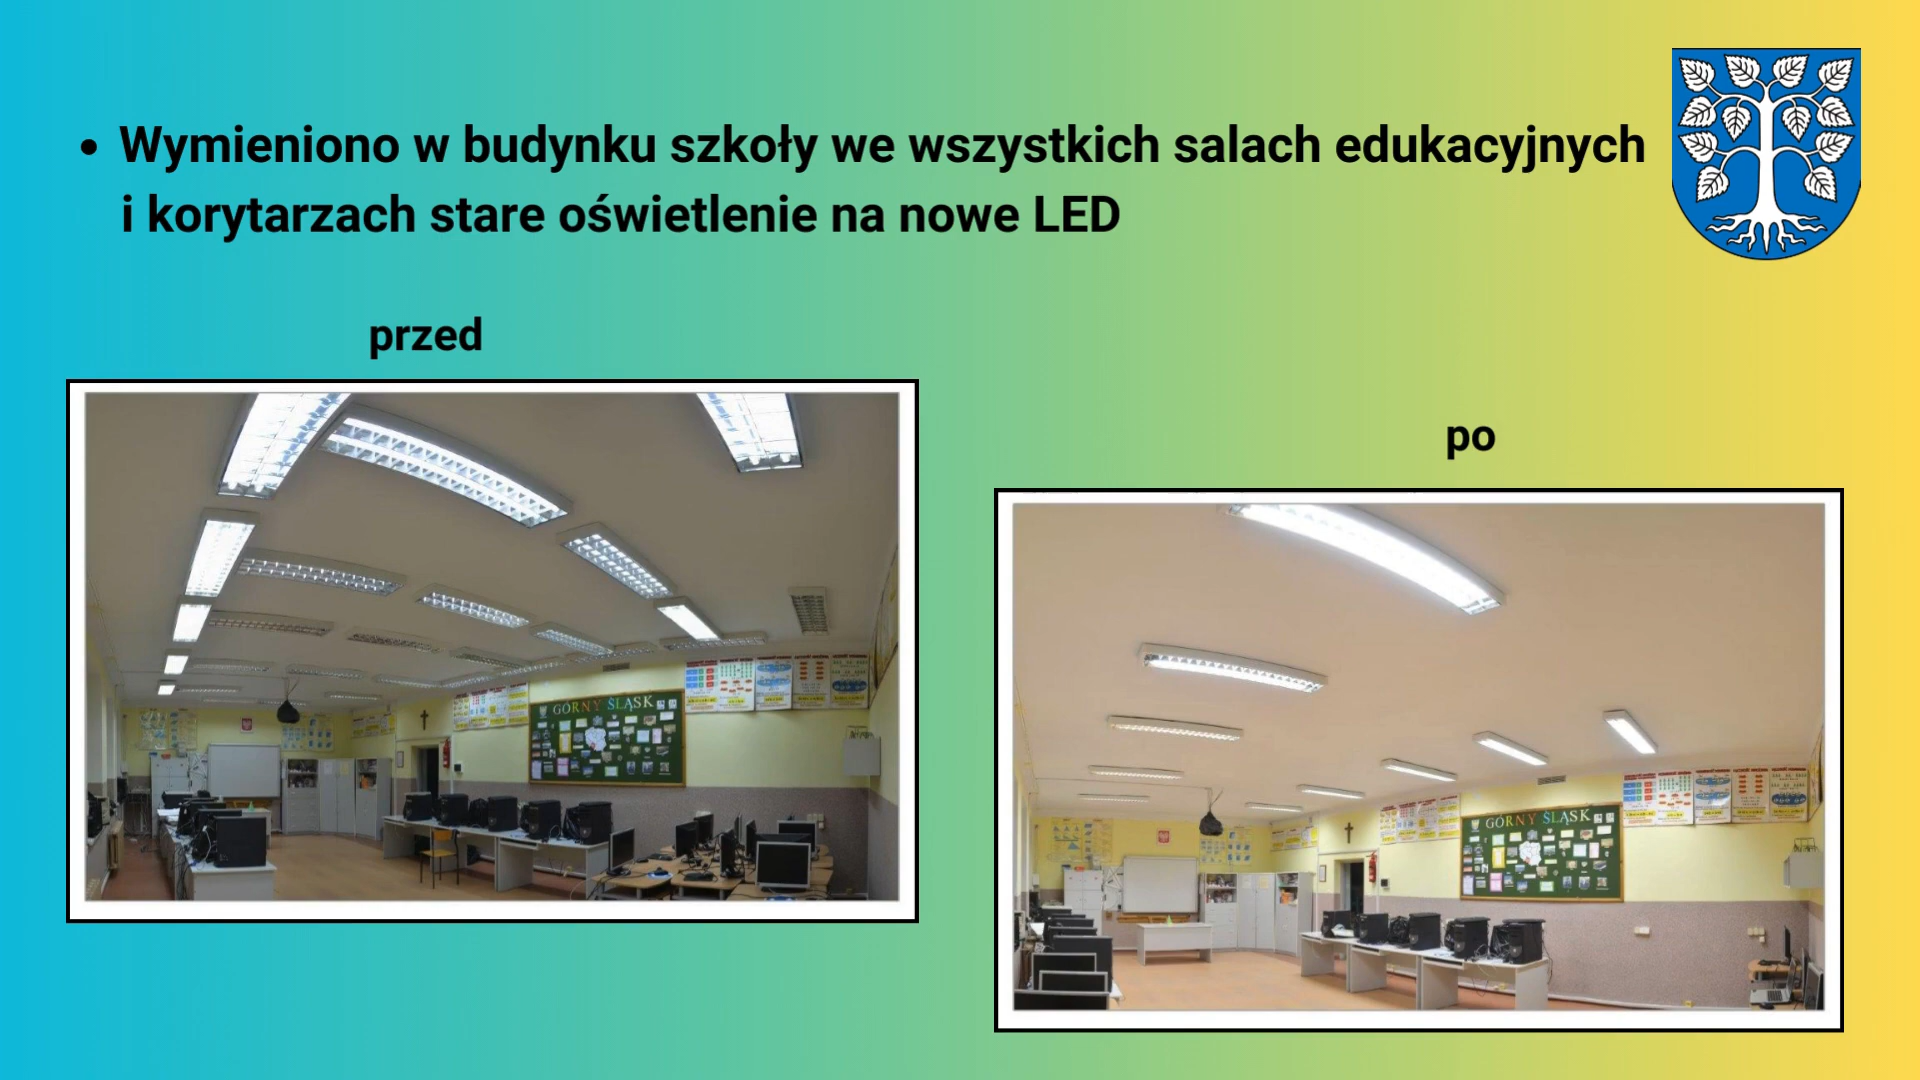 • Wymieniono w budynku szkoły we wszystkich salach edukacyjnych
i korytarzach stare oświetlenie na nowe LED
przed
po
GÓRNY ŚLĄSK
GÓRNY ŚLĄSK